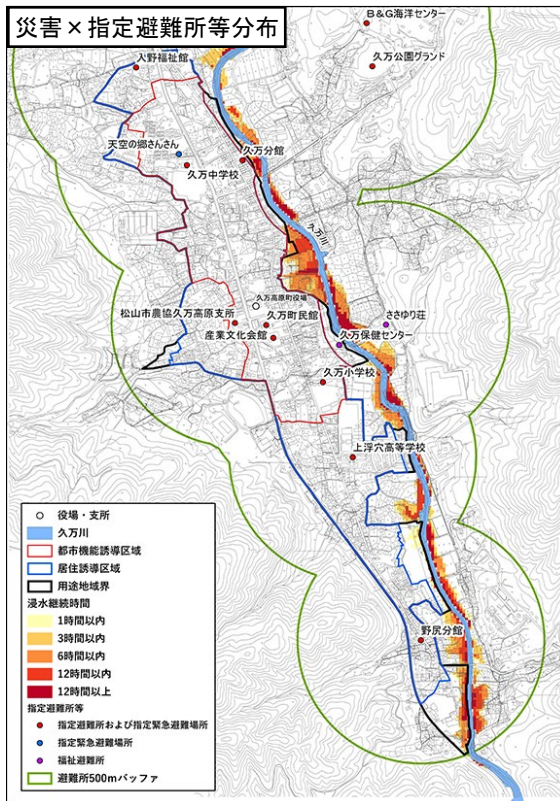 災害×指定避難所等分布
B&G海洋センター
入野福祉館
久万公園グランド
天空の郷さんさん
久万分館
久万中学校
久万川
久万高原町役場
松山市農協久万高原支所
久万町民館
ささゆり荘
産業文化会館
久万保健センター
久万小学校
上浮穴高等学校
野尻分館
役場・支所
久万川
都市機能誘導区域
居住誘導区域
用途地域界
浸水継続時間
1時間以内
3時間以内
6時間以内
12時間以内
12時間以上
指定避難所等
指定避難所および指定緊急避難場所
指定緊急避難場所
福祉避難所
避難所500mバッファ